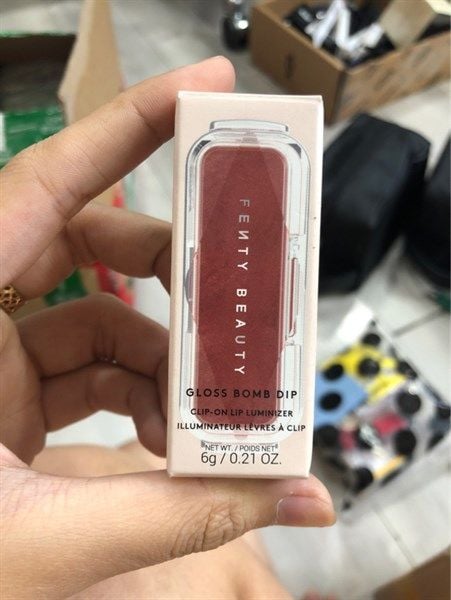 FENTY BEAUTY
GLOSS BOMB DIP
CLIP-ON LIP LUMINIZER
ILLUMINATEUR LÈVRES À CLIP
NET WT. / POIDS NET
6g / 0.21 OZ.